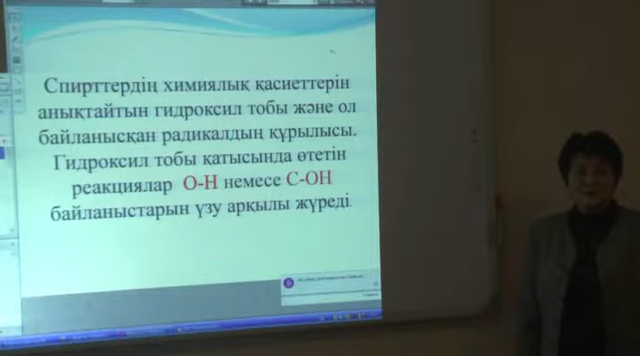 Спирттердің химиялық қасиеттерін
анықтайтын гидроксил тобы және ол
байланысқан радикалдың құрылысы.
Гидроксил тобы қатысында өтетін
реакциялар О-Н немесе С-ОН
байланыстарын үзу арқылы жүреді.